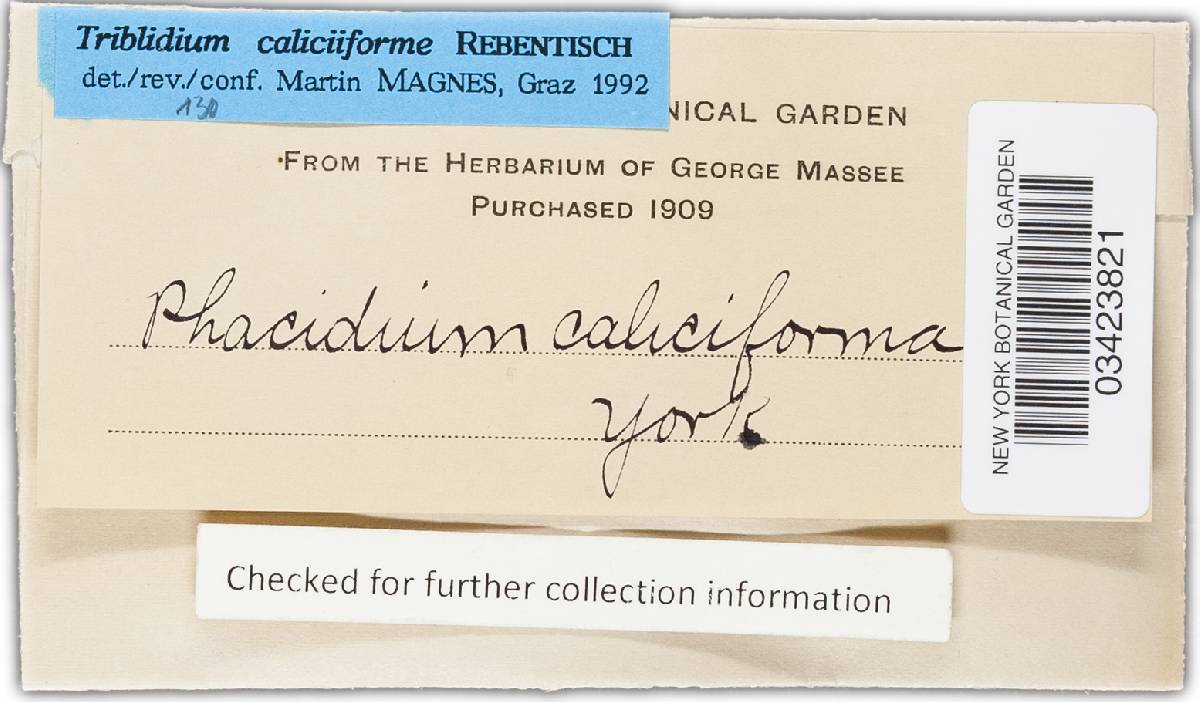 Triblidium caliciiforme REBENTISCH
det./rev./conf. Martin MAGNES, Graz 1992
130
NICAL GARDEN
FROM THE HERBARIUM OF GEORGE MASSEE
PURCHASED 1909
Phacidium caliciforma
York
NEW YORK BOTANICAL GARDEN
03423821
Checked for further collection information